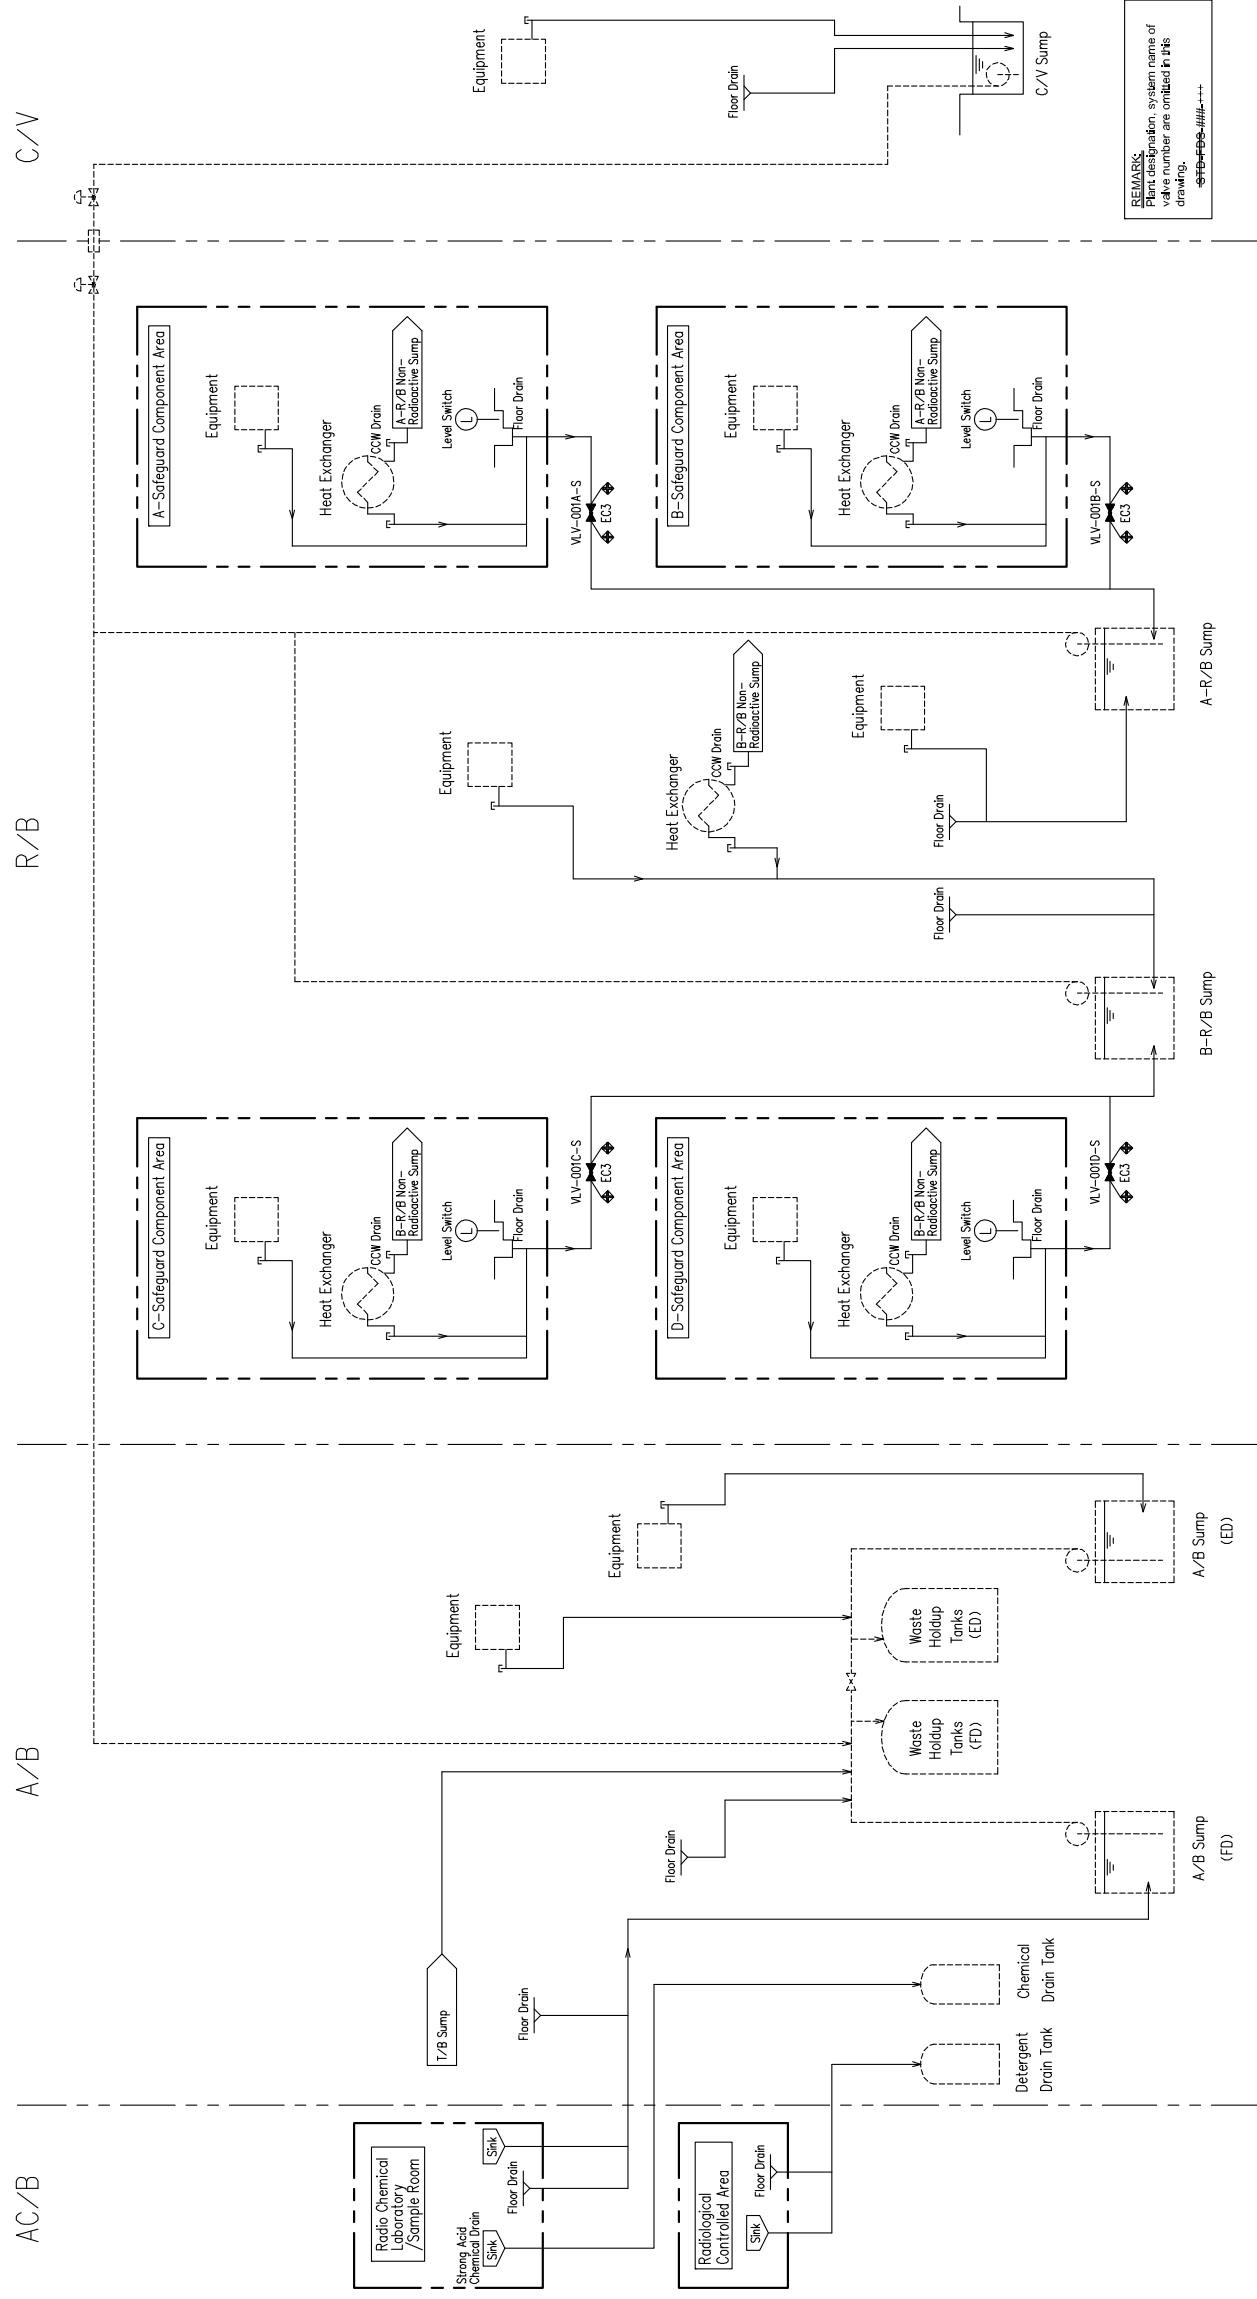 AC/B
A/B
R/B
C/V
Radio Chemical
Laboratory
/Sample Room
Strong Acid
Chemical Drain
Sink
Floor Drain
Sink
Radiological
Controlled Area
Sink
Floor Drain
T/B Sump
Floor Drain
Detergent
Drain Tank
Chemical
Drain Tank
Floor Drain
A/B Sump
(FD)
Waste
Holdup
Tanks
(FD)
Waste
Holdup
Tanks
(ED)
Equipment
Equipment
A/B Sump
(ED)
C-Safeguard Component Area
Equipment
Heat Exchanger
CCW Drain
B-R/B Non-
Radioactive Sump
Level Switch
L
Floor Drain
VLV-001C-S
EC3
D-Safeguard Component Area
Equipment
Heat Exchanger
CCW Drain
B-R/B Non-
Radioactive Sump
Level Switch
L
Floor Drain
VLV-001D-S
EC3
B-R/B Sump
Floor Drain
Equipment
Heat Exchanger
CCW Drain
B-R/B Non-
Radioactive Sump
Floor Drain
Equipment
A-R/B Sump
A-Safeguard Component Area
Equipment
Heat Exchanger
CCW Drain
A-R/B Non-
Radioactive Sump
Level Switch
L
Floor Drain
VLV-001A-S
EC3
B-Safeguard Component Area
Equipment
Heat Exchanger
CCW Drain
A-R/B Non-
Radioactive Sump
Level Switch
L
Floor Drain
VLV-001B-S
EC3
Equipment
Floor Drain
C/V Sump
REMARK:
Plant designation, system name of
valve number are omitted in this
drawing.
STD-FDS-###-+++